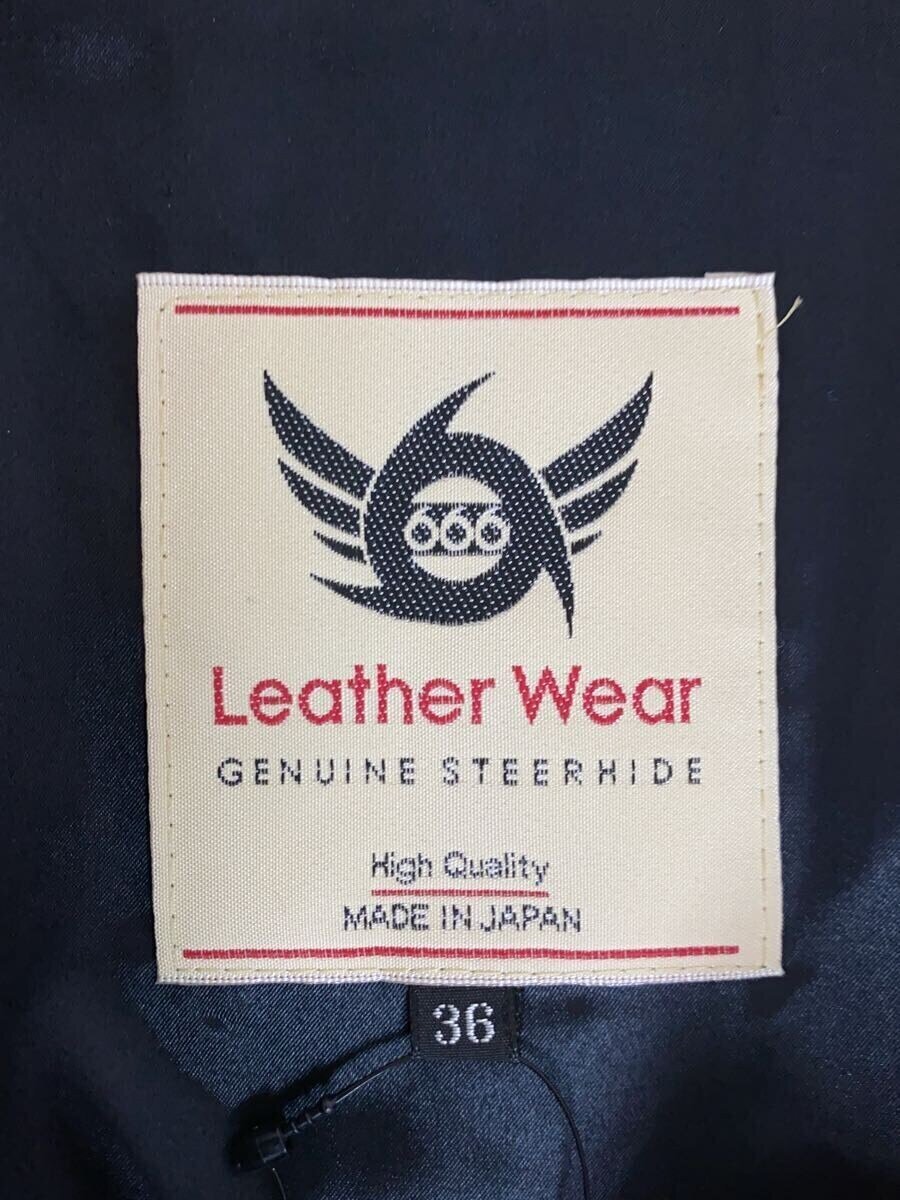 666
Leather Wear
GENUINE STEERHIDE
High Quality
MADE IN JAPAN
36